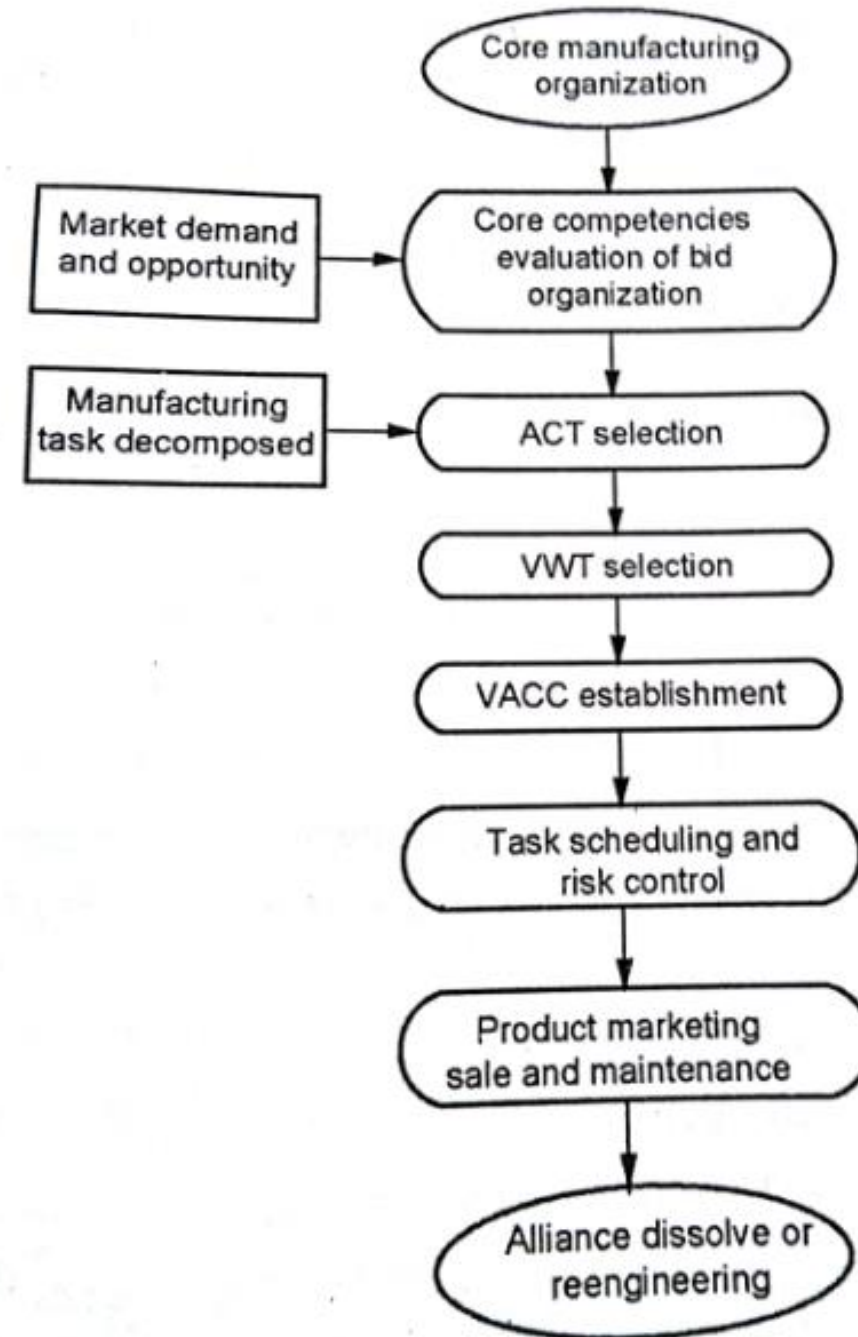 Core manufacturing
organization
Market demand
and opportunity
Core competencies
evaluation of bid
organization
Manufacturing
task decomposed
ACT selection
VWT selection
VACC establishment
Task scheduling and
risk control
Product marketing
sale and maintenance
Alliance dissolve or
reengineering